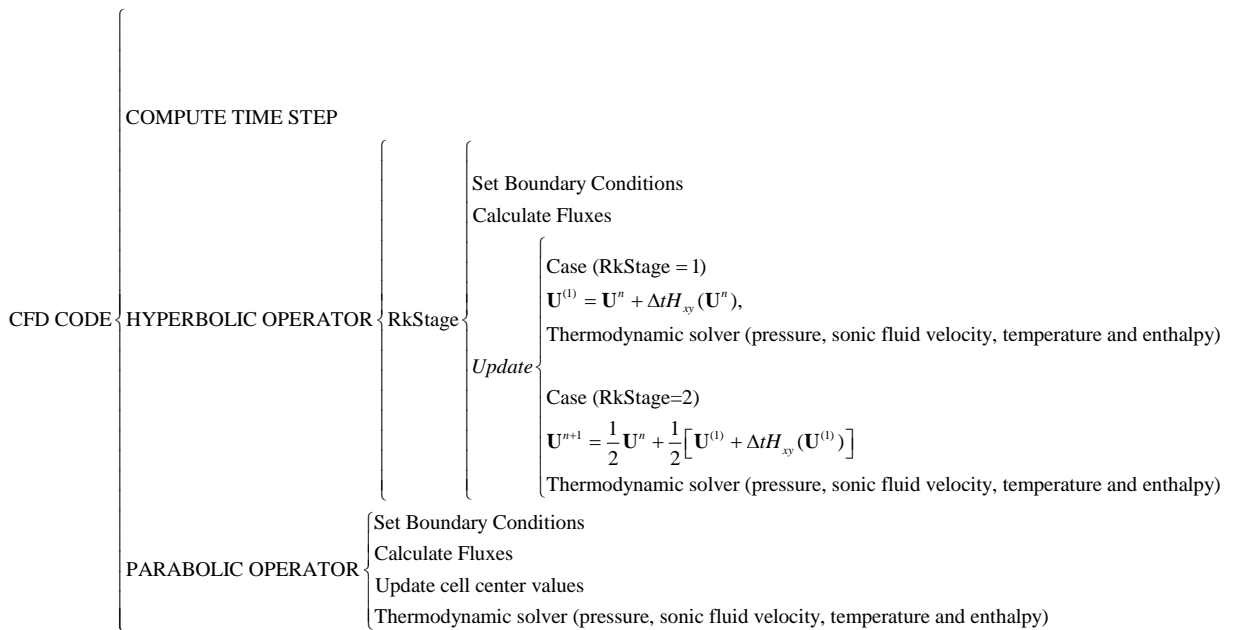 COMPUTE TIME STEP
Set Boundary Conditions
Calculate Fluxes
Case (RkStage = 1)
U^(1) = U^n + ΔtH_xy(U^n),
CFD CODE HYPERBOLIC OPERATOR RkStage
Thermodynamic solver (pressure, sonic fluid velocity, temperature and enthalpy)
Update
Case (RkStage=2)
U^n+1 = 1/2 U^n + 1/2 [U^(1) + ΔtH_xy(U^(1))]
Thermodynamic solver (pressure, sonic fluid velocity, temperature and enthalpy)
Set Boundary Conditions
Calculate Fluxes
PARABOLIC OPERATOR
Update cell center values
Thermodynamic solver (pressure, sonic fluid velocity, temperature and enthalpy)